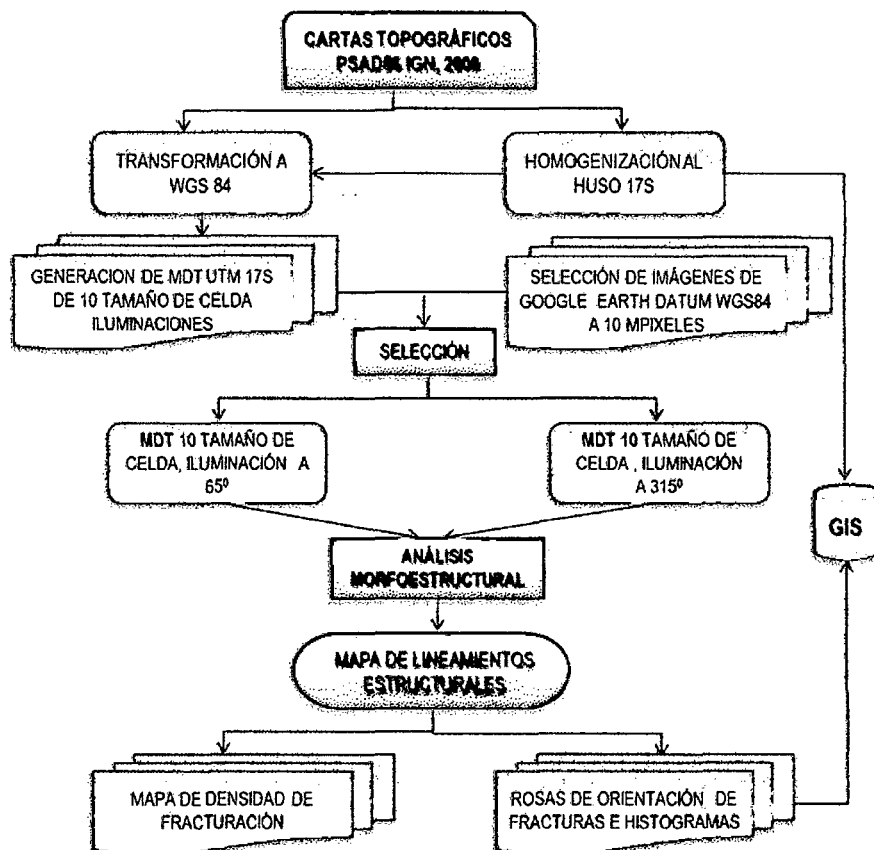 CARTAS TOPOGRÁFICOS
PSAD56 IGN,
TRANSFORMACIÓN A
WGS 84
HOMOGENIZACIÓN AL
HUSO 17S
GENERACION DE MDT UTM 17S
DE 10 TAMAÑO DE CELDA
ILUMINACIONES
SELECCIÓN DE IMÁGENES DE
GOOGLE EARTH DATUM WGS84
A 10 MPIXELES
SELECCIÓN
MDT 10 TAMAÑO DE
CELDA, ILUMINACIÓN A
65º
MDT 10 TAMAÑO DE
CELDA , ILUMINACIÓN
A 315º
GIS
ANÁLISIS
MORFOESTRUCTURAL
MAPA DE LINEAMIENTOS
ESTRUCTURALES
MAPA DE DENSIDAD DE
FRACTURACIÓN
ROSAS DE ORIENTACIÓN DE
FRACTURAS E HISTOGRAMAS